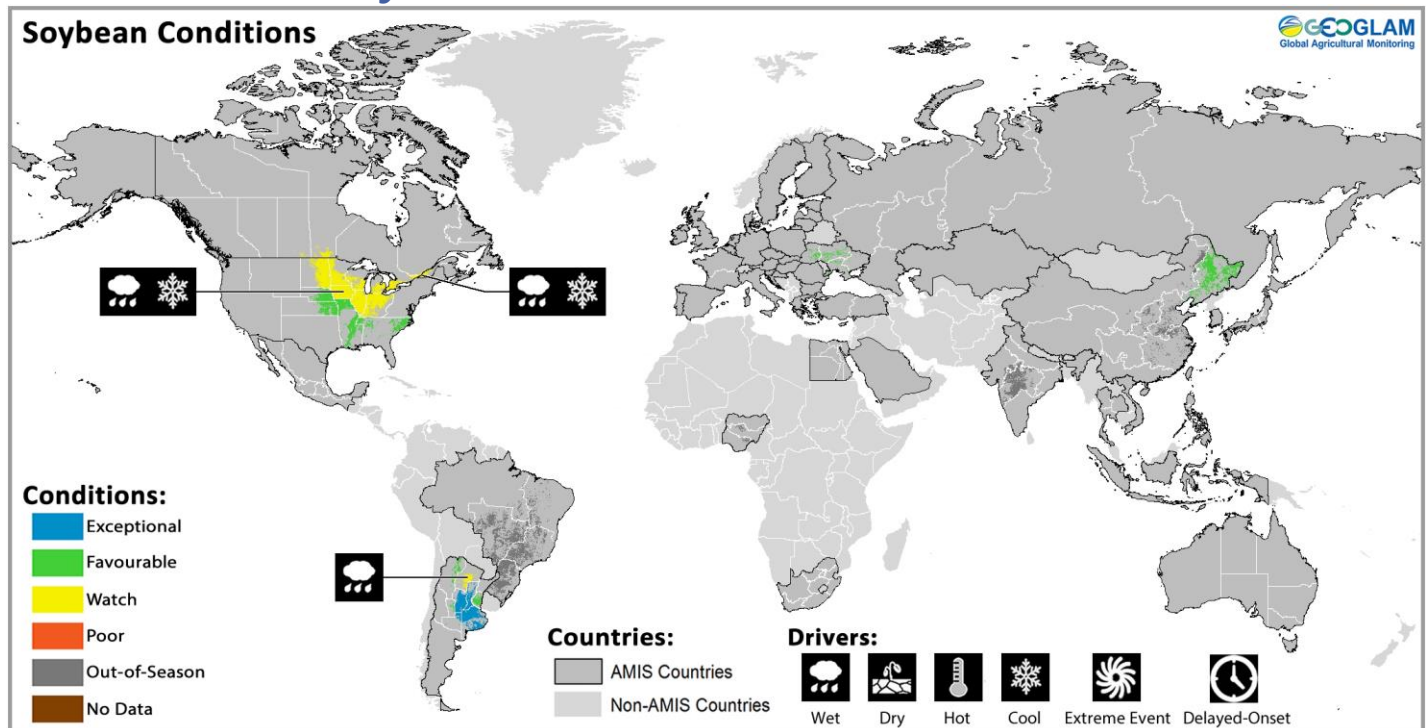 Soybean Conditions
GEOGLAM
Global Agricultural Monitoring
Conditions:
Exceptional
Favourable
Watch
Poor
Out-of-Season
No Data
Countries:
AMIS Countries
Non-AMIS Countries
Drivers:
Wet
Dry
Hot
Cool
Extreme Event
Delayed-Onset